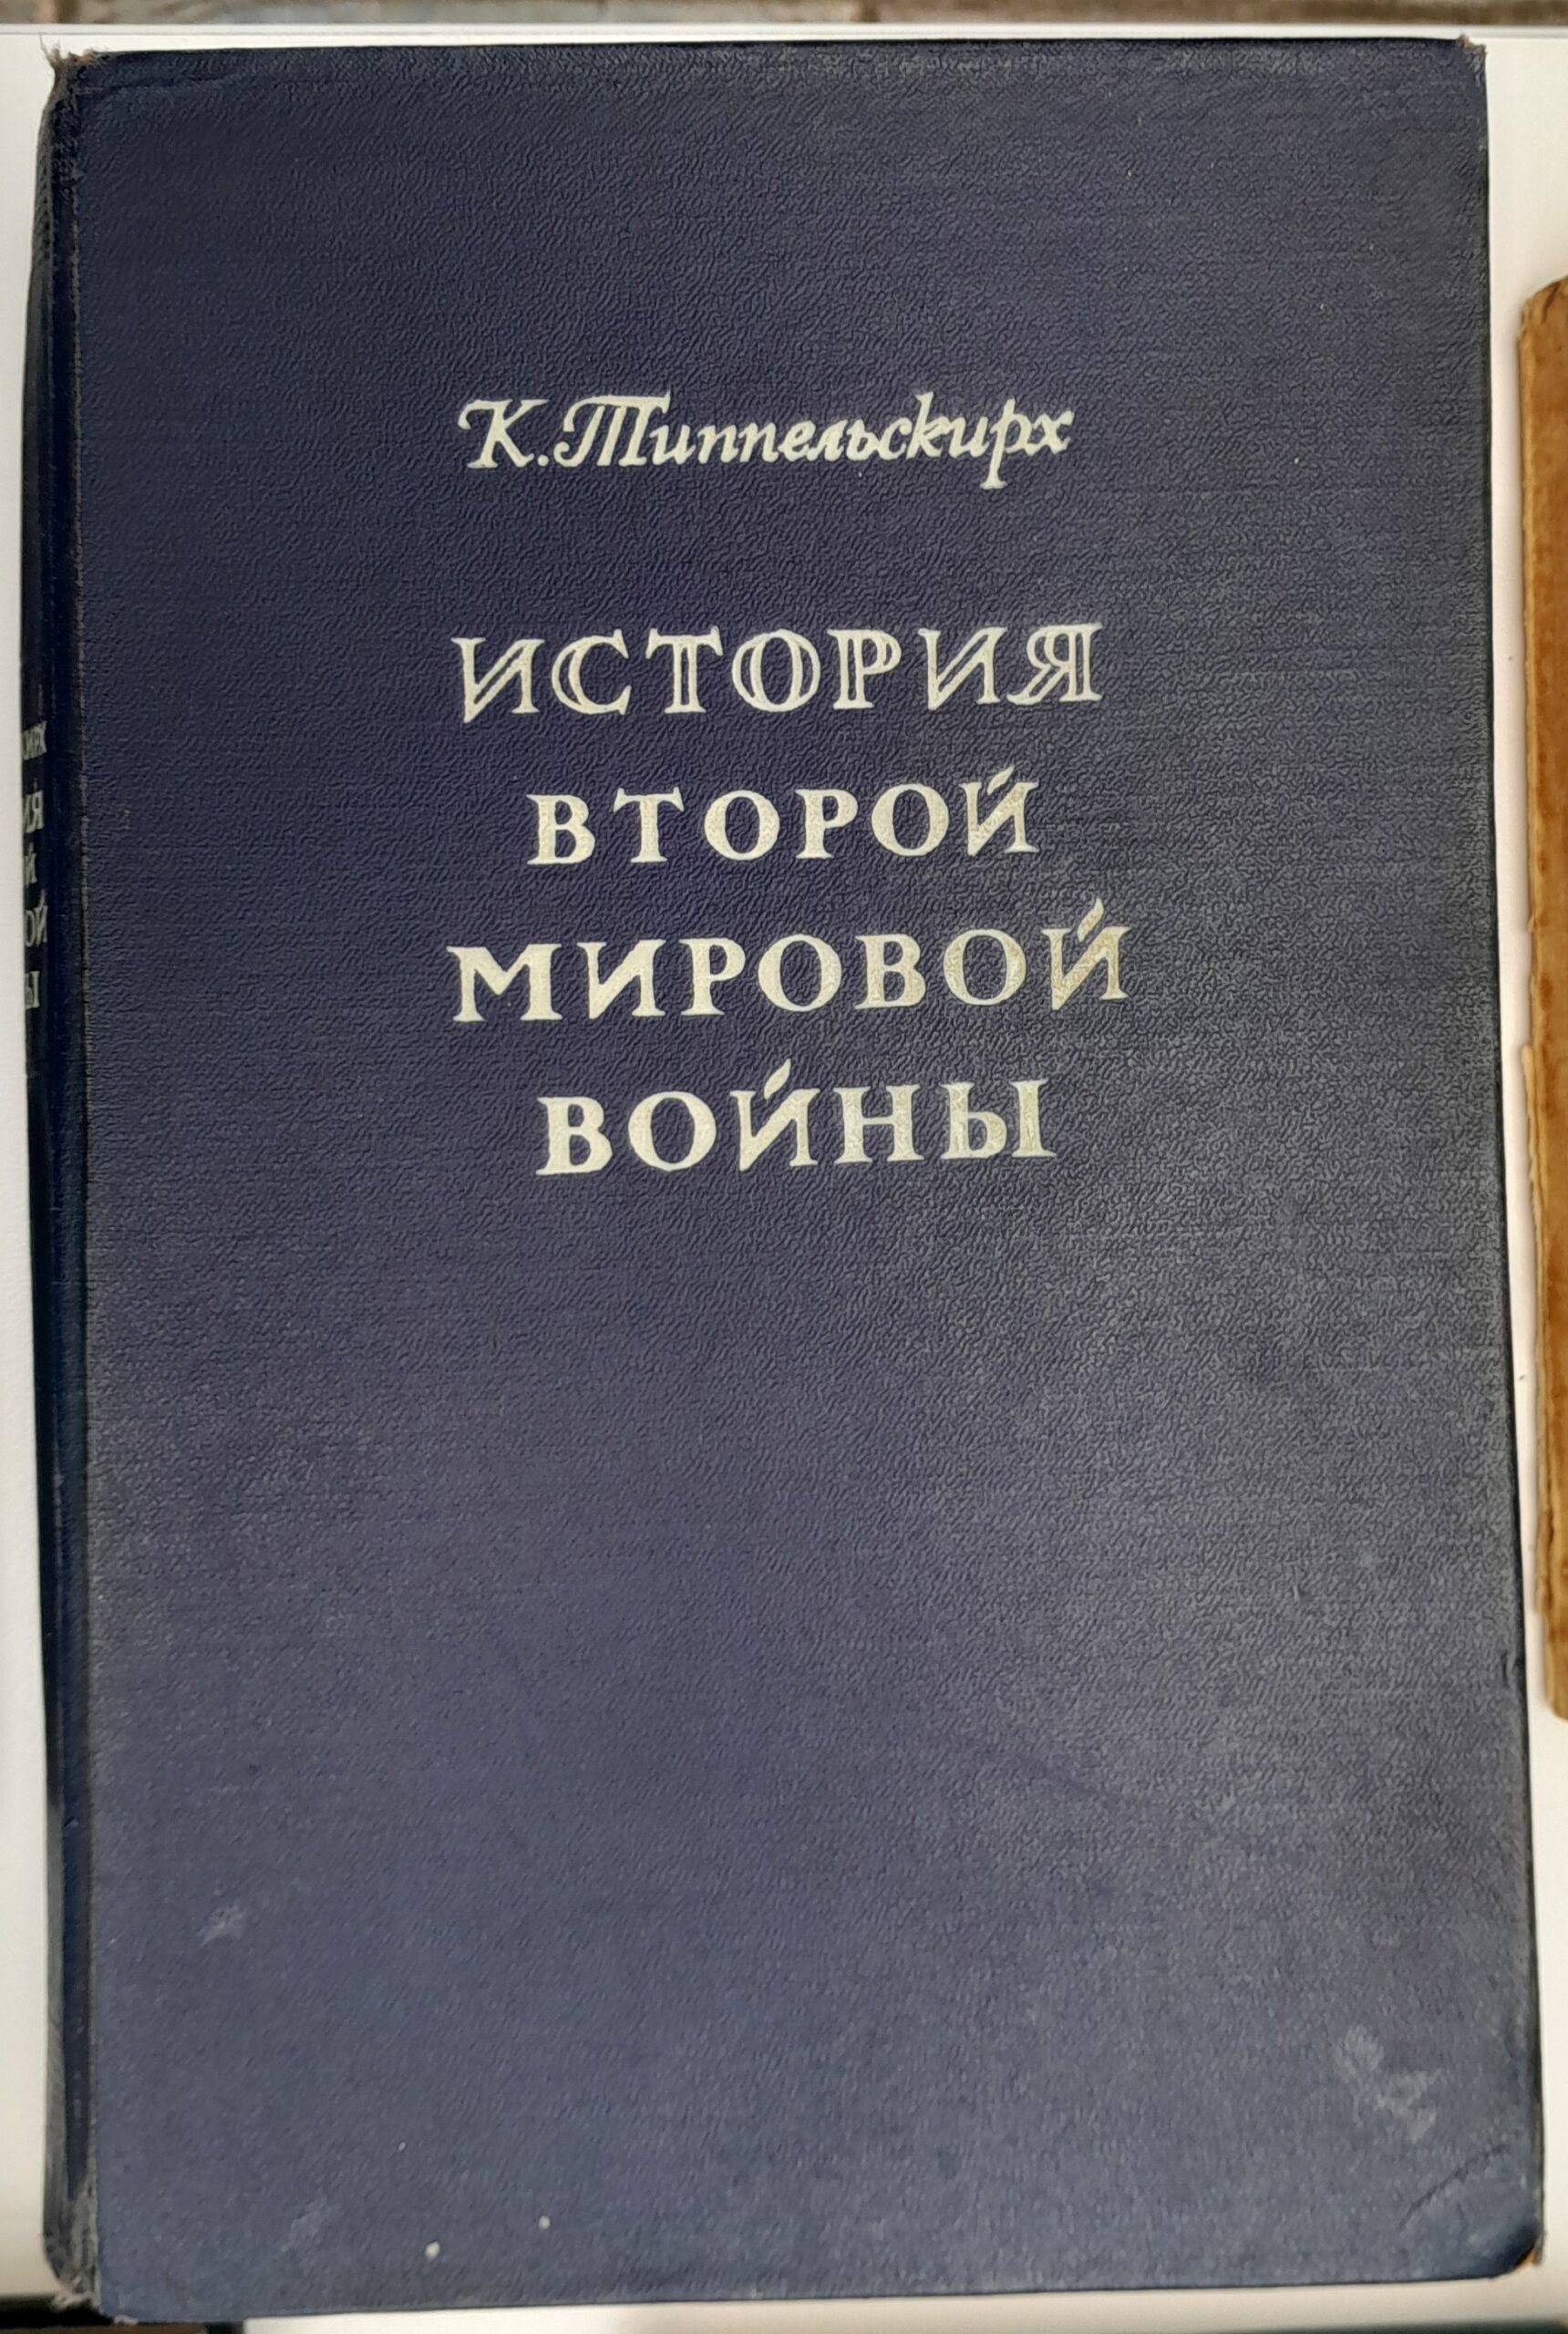 К. Типпельскирх
ИСТОРИЯ
ВТОРОЙ
МИРОВОЙ
ВОЙНЫ